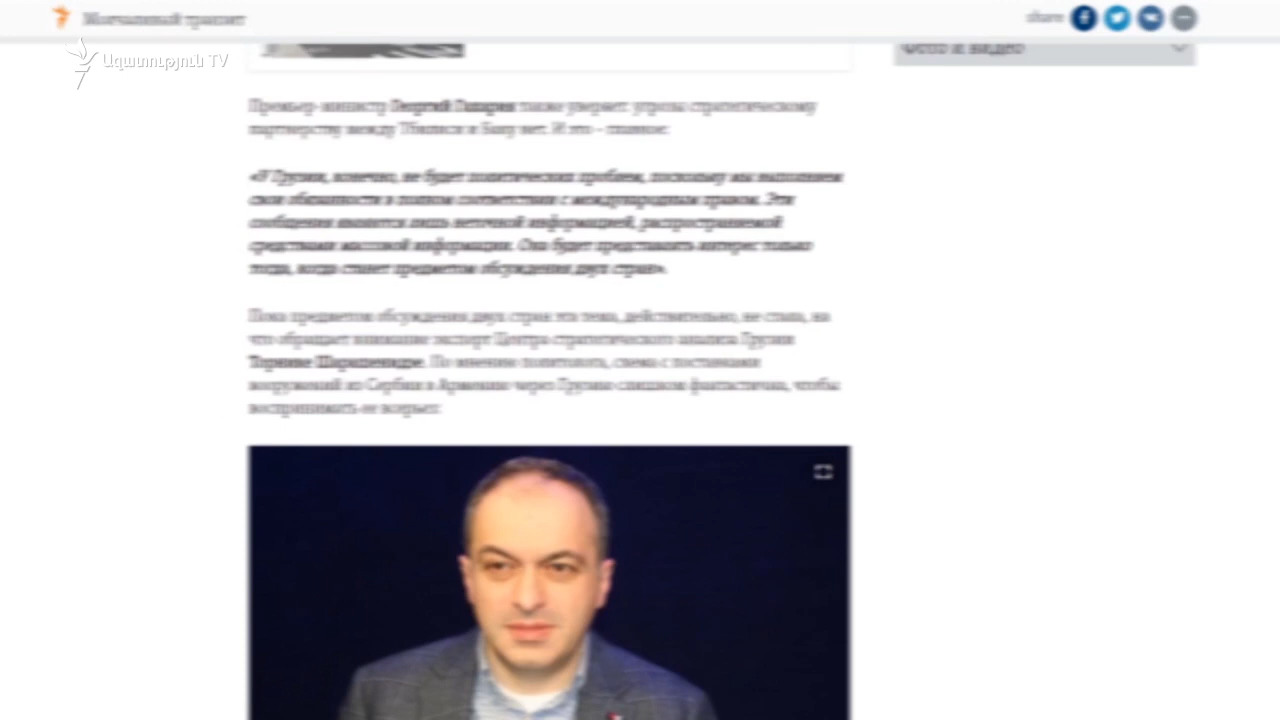 Молчаливый транзит
share
Ազատություն TV
Фото и видео
Премьер-министр Георгий Гахария также уверяет: угрозы стратегическому
партнерству между Тбилиси и Баку нет. И это – главное:
«У Грузии, конечно, не будет политических проблем, поскольку мы выполняем
свои обязанности в полном соответствии с международным правом. Эти
сообщения являются лишь неточной информацией, распространяемой
средствами массовой информации. Она будет представлять интерес только
тогда, когда станет предметом обсуждения двух стран».
Пока предметом обсуждения двух стран эта тема, действительно, не стала, на
что обращает внимание эксперт Центра стратегического анализа Грузии
Торнике Шарашенидзе. По мнению политолога, схема с поставками
вооружений из Сербии в Армению через Грузию слишком фантастична, чтобы
воспринимать ее всерьез: